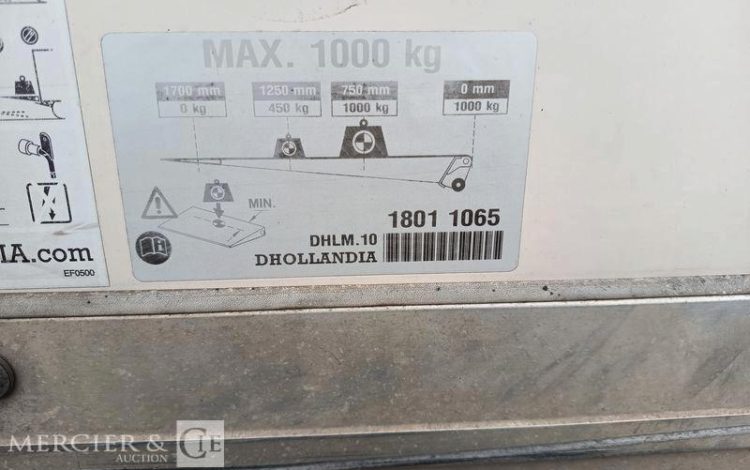 MAX. 1000 kg
1700 mm 1250 mm 750 mm 0 mm
0 kg 450 kg 1000 kg 1000 kg
MIN.
1801 1065
DHLM.10
DHOLLANDIA
IA.com
EF0500
MERCIER & CIE
AUCTION